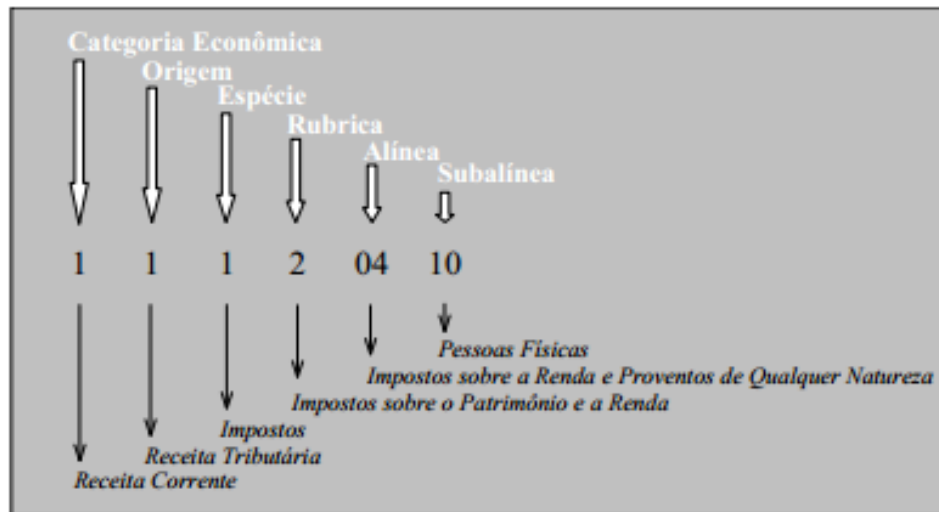 Categoria Econômica
Origem
Espécie
Rubrica
Alínea
Subalínea
1 1 1 2 04 10
Pessoas Físicas
Impostos sobre a Renda e Proventos de Qualquer Natureza
Impostos sobre o Patrimônio e a Renda
Impostos
Receita Tributária
Receita Corrente